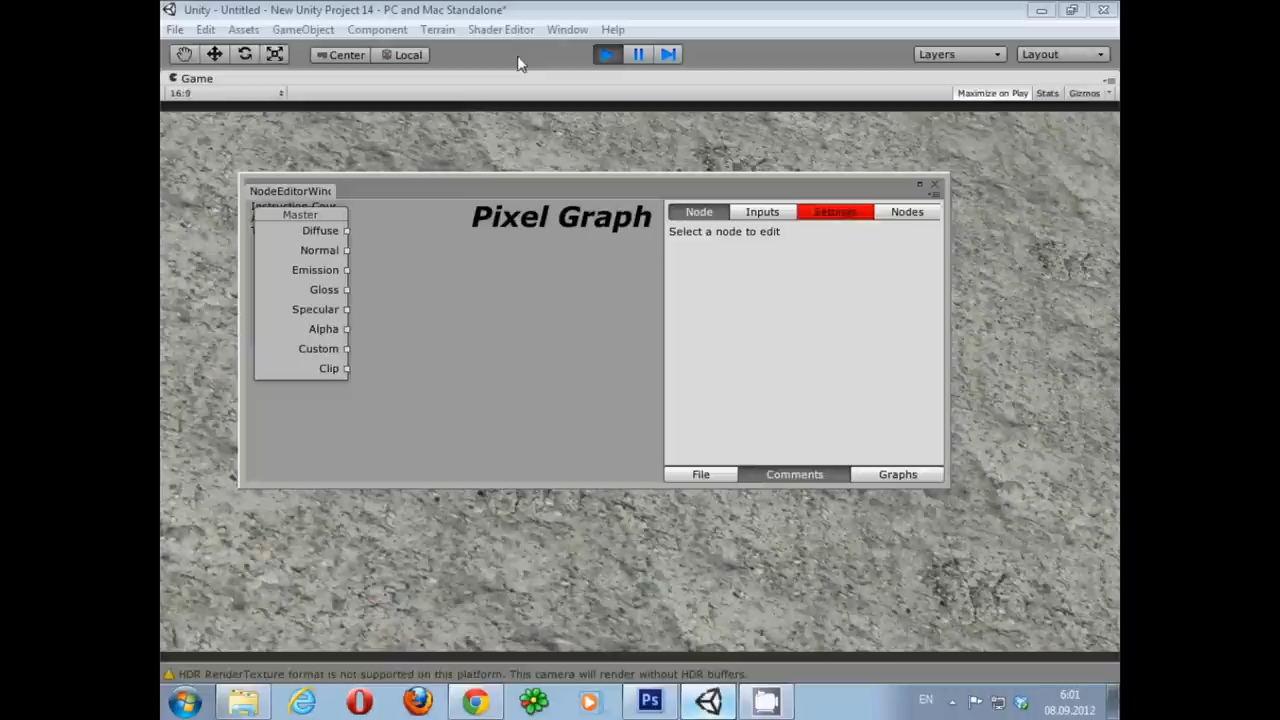 Unity - Untitled - New Unity Project 14 - PC and Mac Standalone*
File Edit Assets GameObject Component Terrain Shader Editor Window Help
Center Local Layers Layout
Game
16:9 Maximize on Play Stats Gizmos
NodeEditorWind
Master
Diffuse
Normal
Emission
Gloss
Specular
Alpha
Custom
Clip
Pixel Graph
Node Inputs Settings Nodes
Select a node to edit
File Comments Graphs
HDR RenderTexture format is not supported on this platform. This camera will render without HDR buffers.
Ps
EN
6:01
08.09.2012